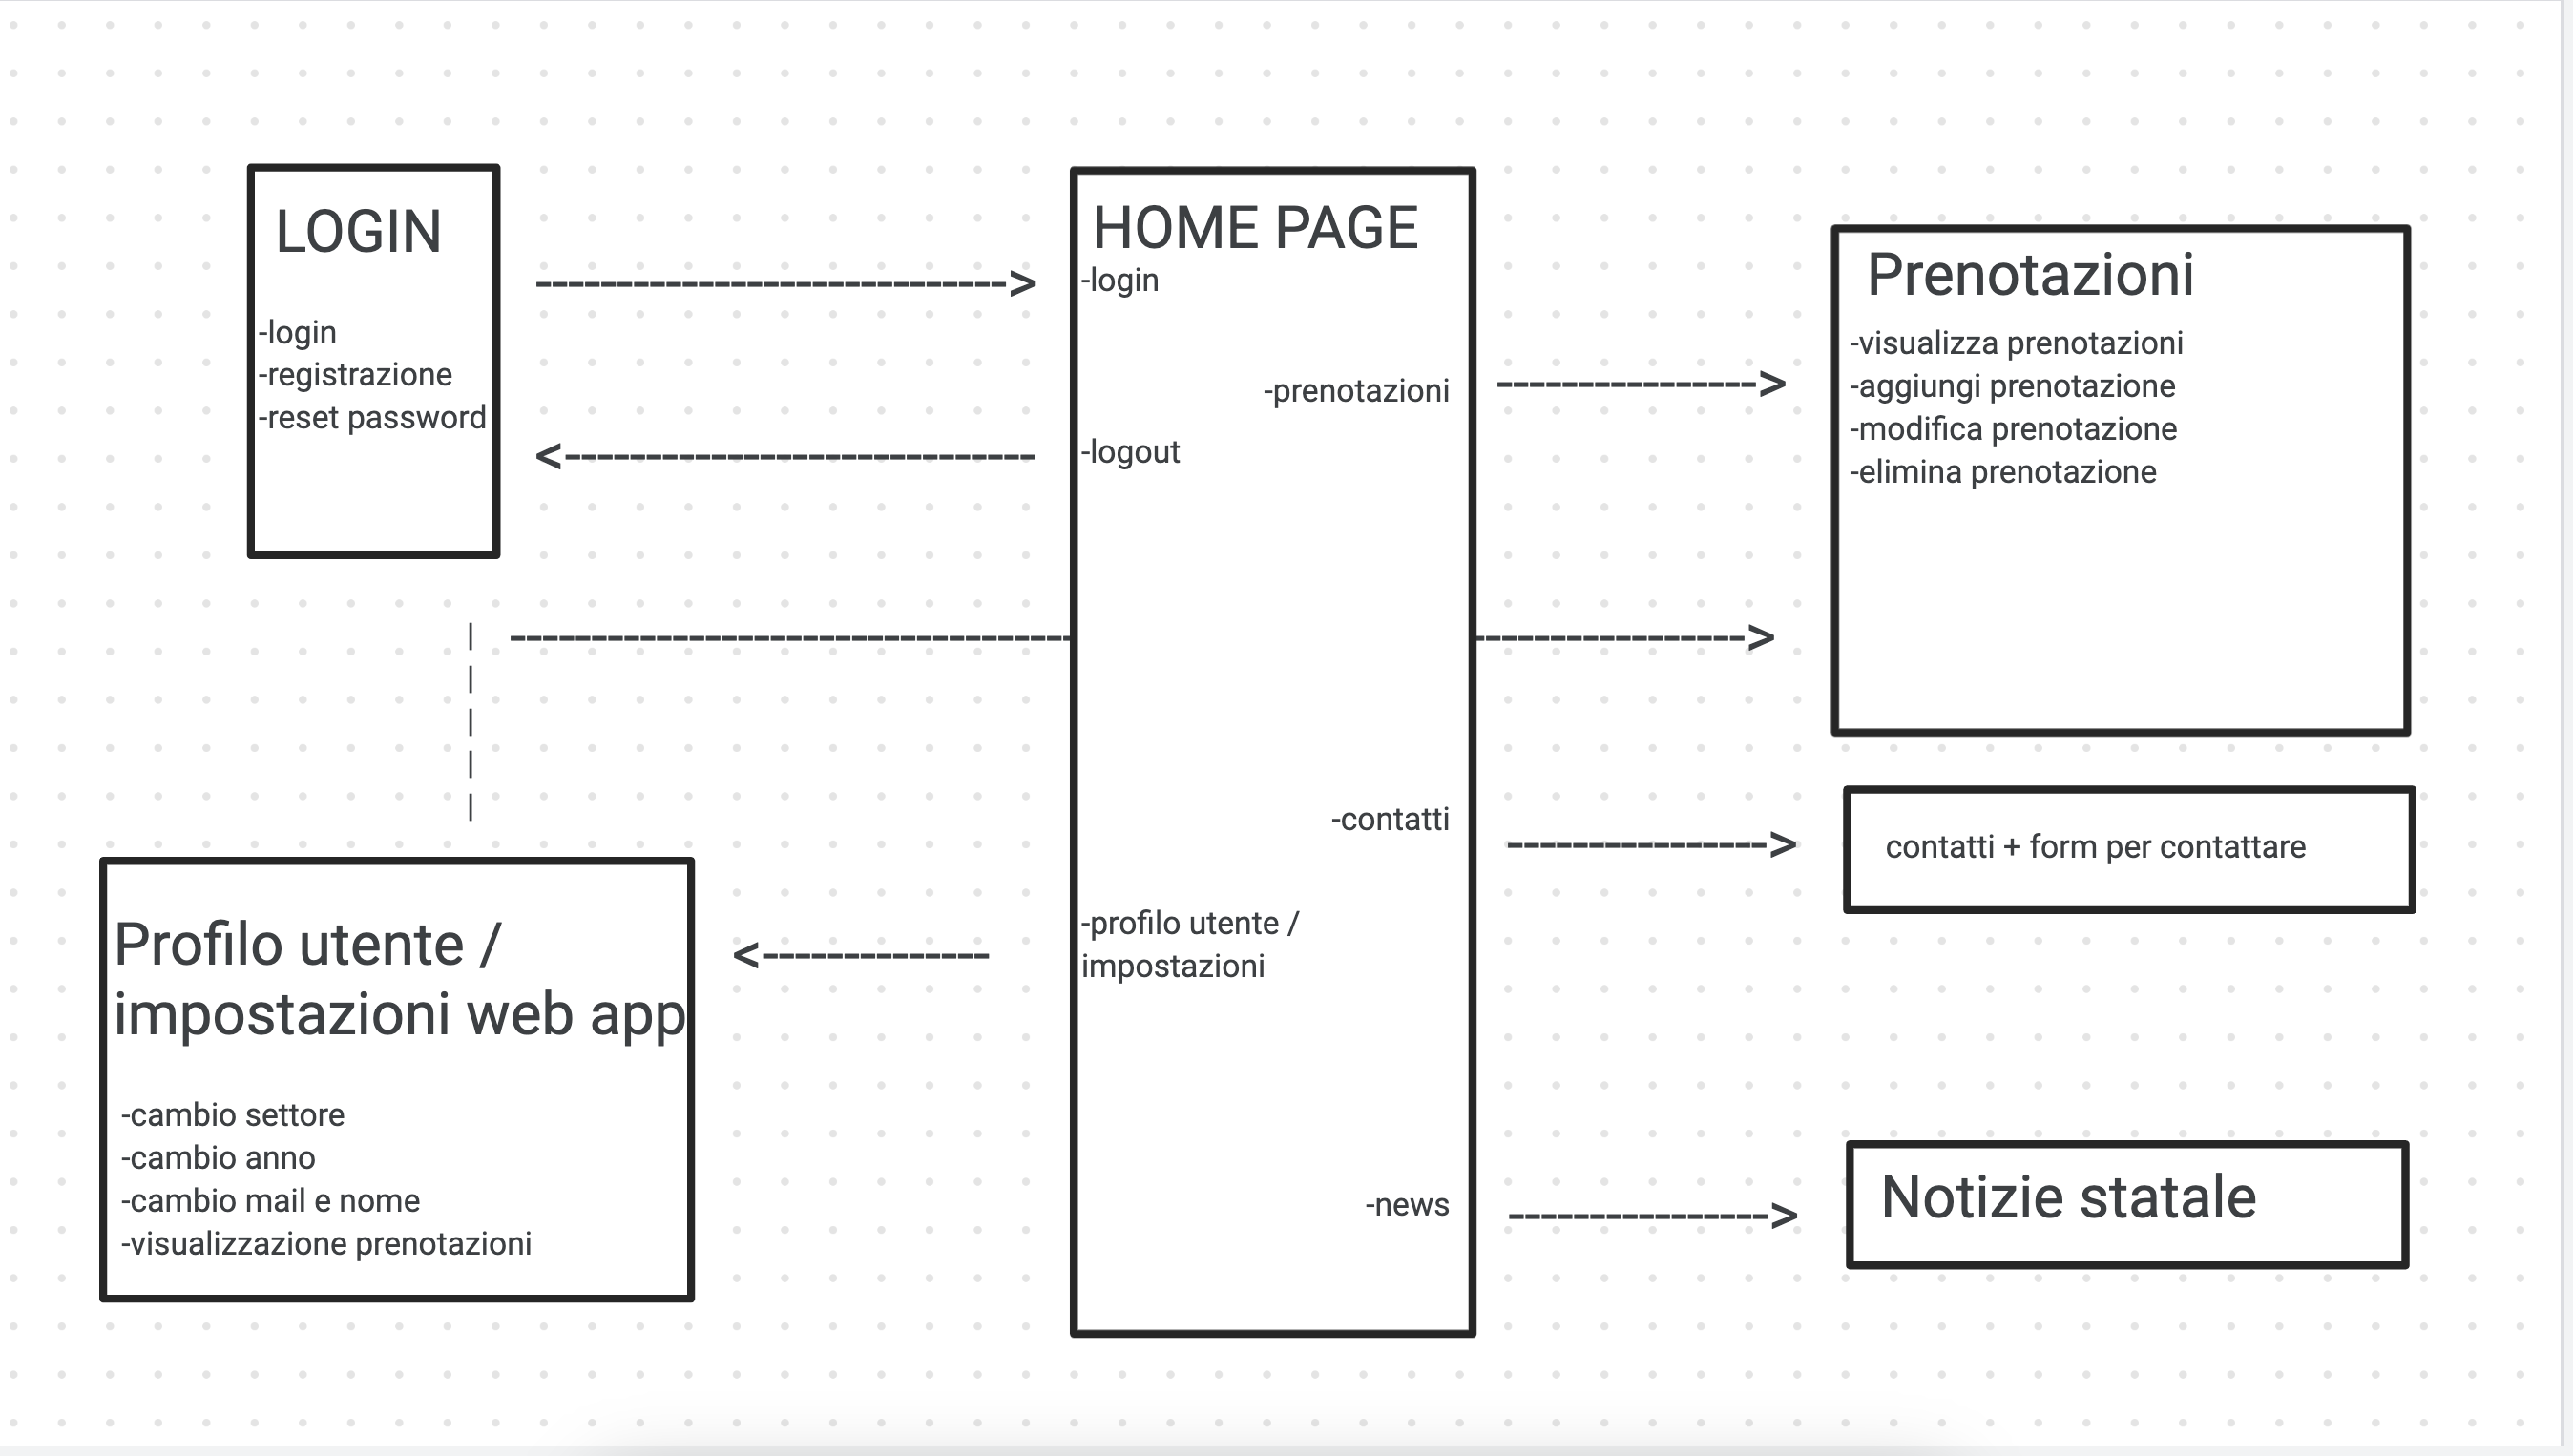 LOGIN
-login
-registrazione
-reset password
-------------------------------->
<--------------------------------
HOME PAGE
-login
-prenotazioni
-logout
-contatti
-profilo utente /
impostazioni
-news
------------------>
Prenotazioni
-visualizza prenotazioni
-aggiungi prenotazione
-modifica prenotazione
-elimina prenotazione
------------------>
contatti + form per contattare
------------------>
Notizie statale
<--------------
Profilo utente /
impostazioni web app
-cambio settore
-cambio anno
-cambio mail e nome
-visualizzazione prenotazioni